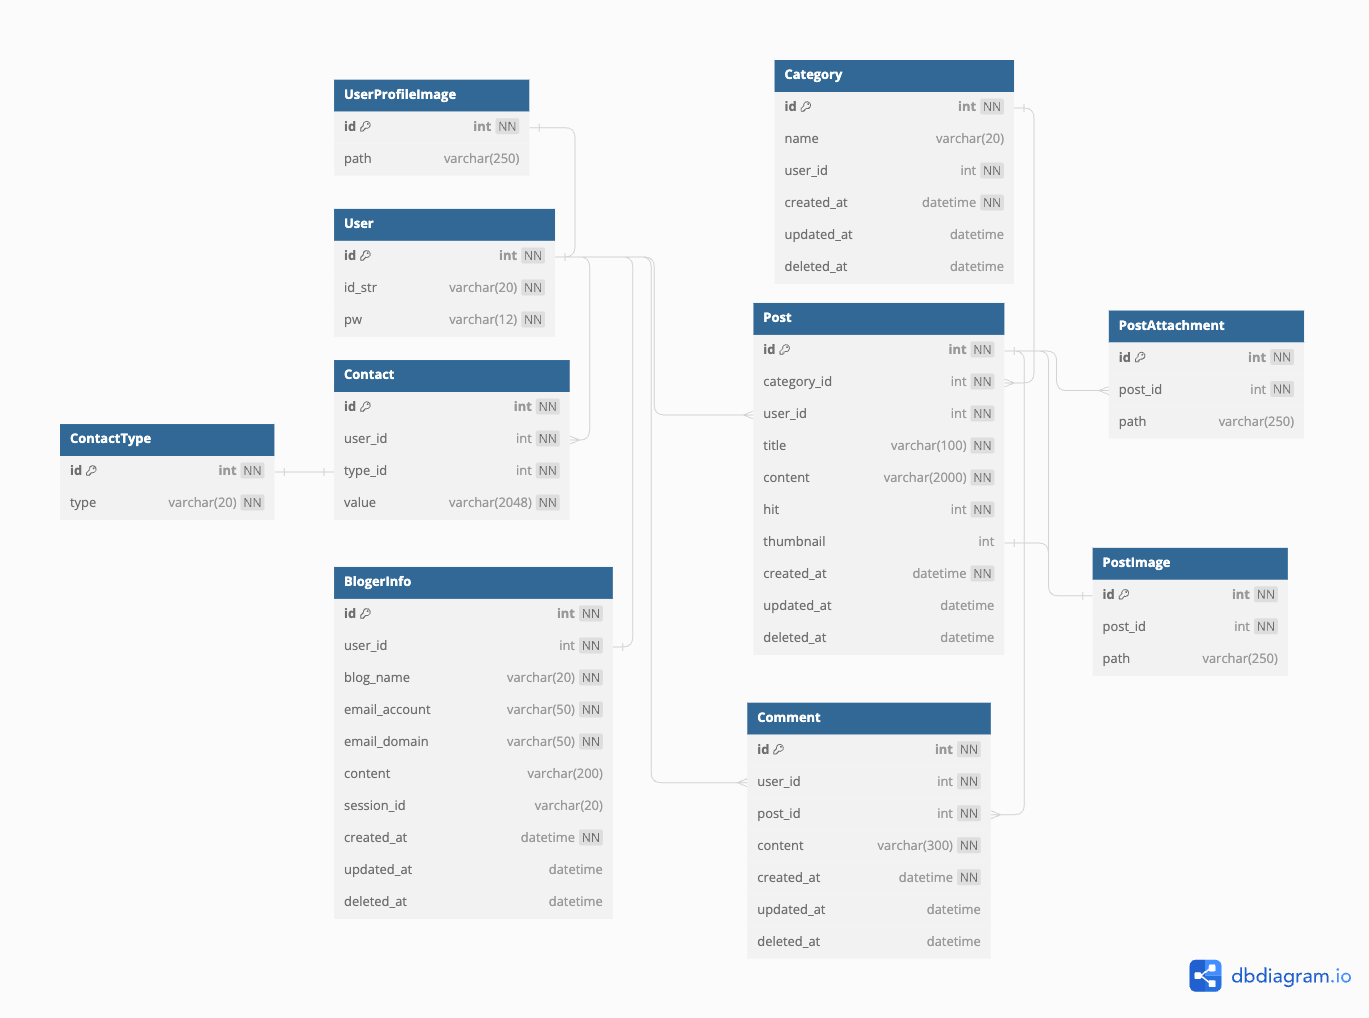 UserProfileImage
id int NN
path varchar(250)
User
id int NN
id_str varchar(20) NN
pw varchar(12) NN
Contact
id int NN
user_id int NN
type_id int NN
value varchar(2048) NN
ContactType
id int NN
type varchar(20) NN
BlogerInfo
id int NN
user_id int NN
blog_name varchar(20) NN
email_account varchar(50) NN
email_domain varchar(50) NN
content varchar(200)
session_id varchar(20)
created_at datetime NN
updated_at datetime
deleted_at datetime
Category
id int NN
name varchar(20)
user_id int NN
created_at datetime NN
updated_at datetime
deleted_at datetime
Post
id int NN
category_id int NN
user_id int NN
title varchar(100) NN
content varchar(2000) NN
hit int NN
thumbnail int
created_at datetime NN
updated_at datetime
deleted_at datetime
Comment
id int NN
user_id int NN
post_id int NN
content varchar(300) NN
created_at datetime NN
updated_at datetime
deleted_at datetime
PostAttachment
id int NN
post_id int NN
path varchar(250)
PostImage
id int NN
post_id int NN
path varchar(250)
dbdiagram.io